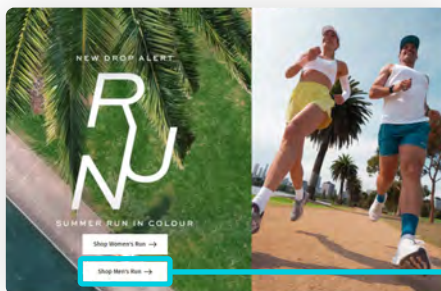 NEW DROP ALERT
RUN
SUMMER RUN IN COLOUR
Shop Women's Run →
Shop Men's Run →